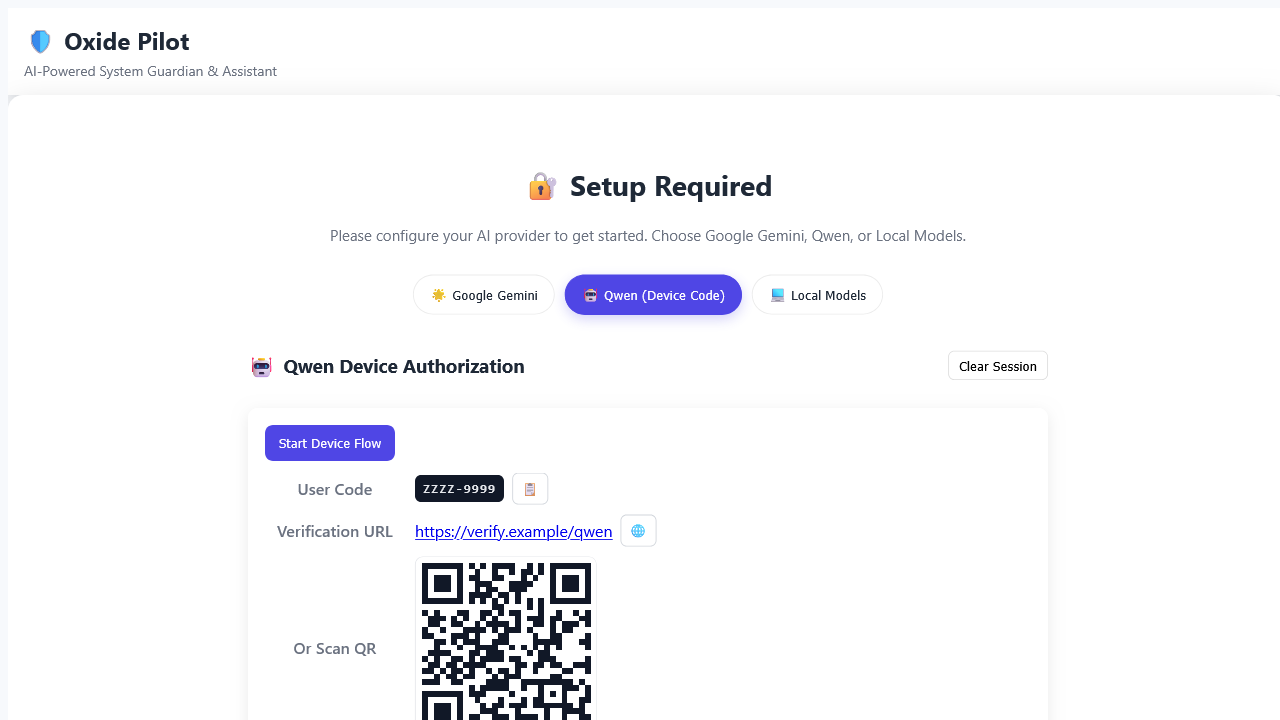 Oxide Pilot
AI-Powered System Guardian & Assistant
Setup Required
Please configure your AI provider to get started. Choose Google Gemini, Qwen, or Local Models.
Google Gemini
Qwen (Device Code)
Local Models
Qwen Device Authorization
Clear Session
Start Device Flow
User Code
ZZZZ-9999
Verification URL
https://verify.example/qwen
Or Scan QR